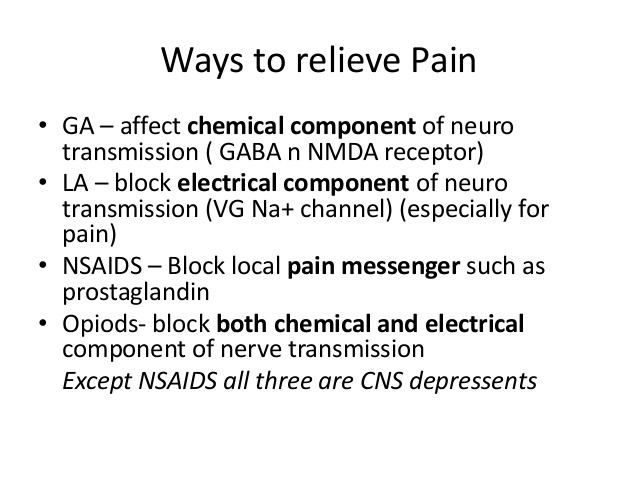 Ways to relieve Pain
• GA – affect chemical component of neuro
transmission ( GABA n NMDA receptor)
• LA – block electrical component of neuro
transmission (VG Na+ channel) (especially for
pain)
• NSAIDS – Block local pain messenger such as
prostaglandin
• Opiods- block both chemical and electrical
component of nerve transmission
Except NSAIDS all three are CNS depressents